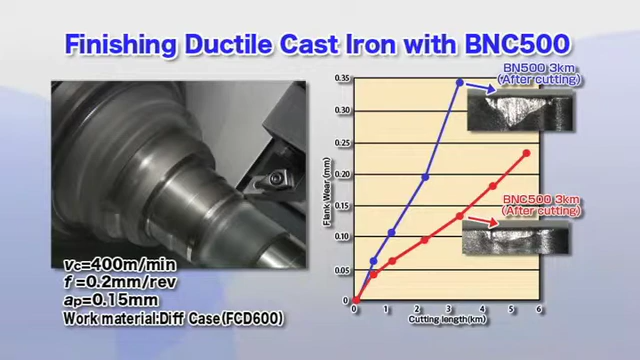 Finishing Ductile Cast Iron with BNC500
BN500 3km
(After cutting)
0.35
0.30
0.25
0.20
0.15
0.10
0.05
0
Flank Wear (mm)
BNC500 3km
(After cutting)
0 1 2 3 4 5 6
Cutting length(km)
vc=400m/min
f =0.2mm/rev
ap=0.15mm
Work material:Diff Case(FCD600)